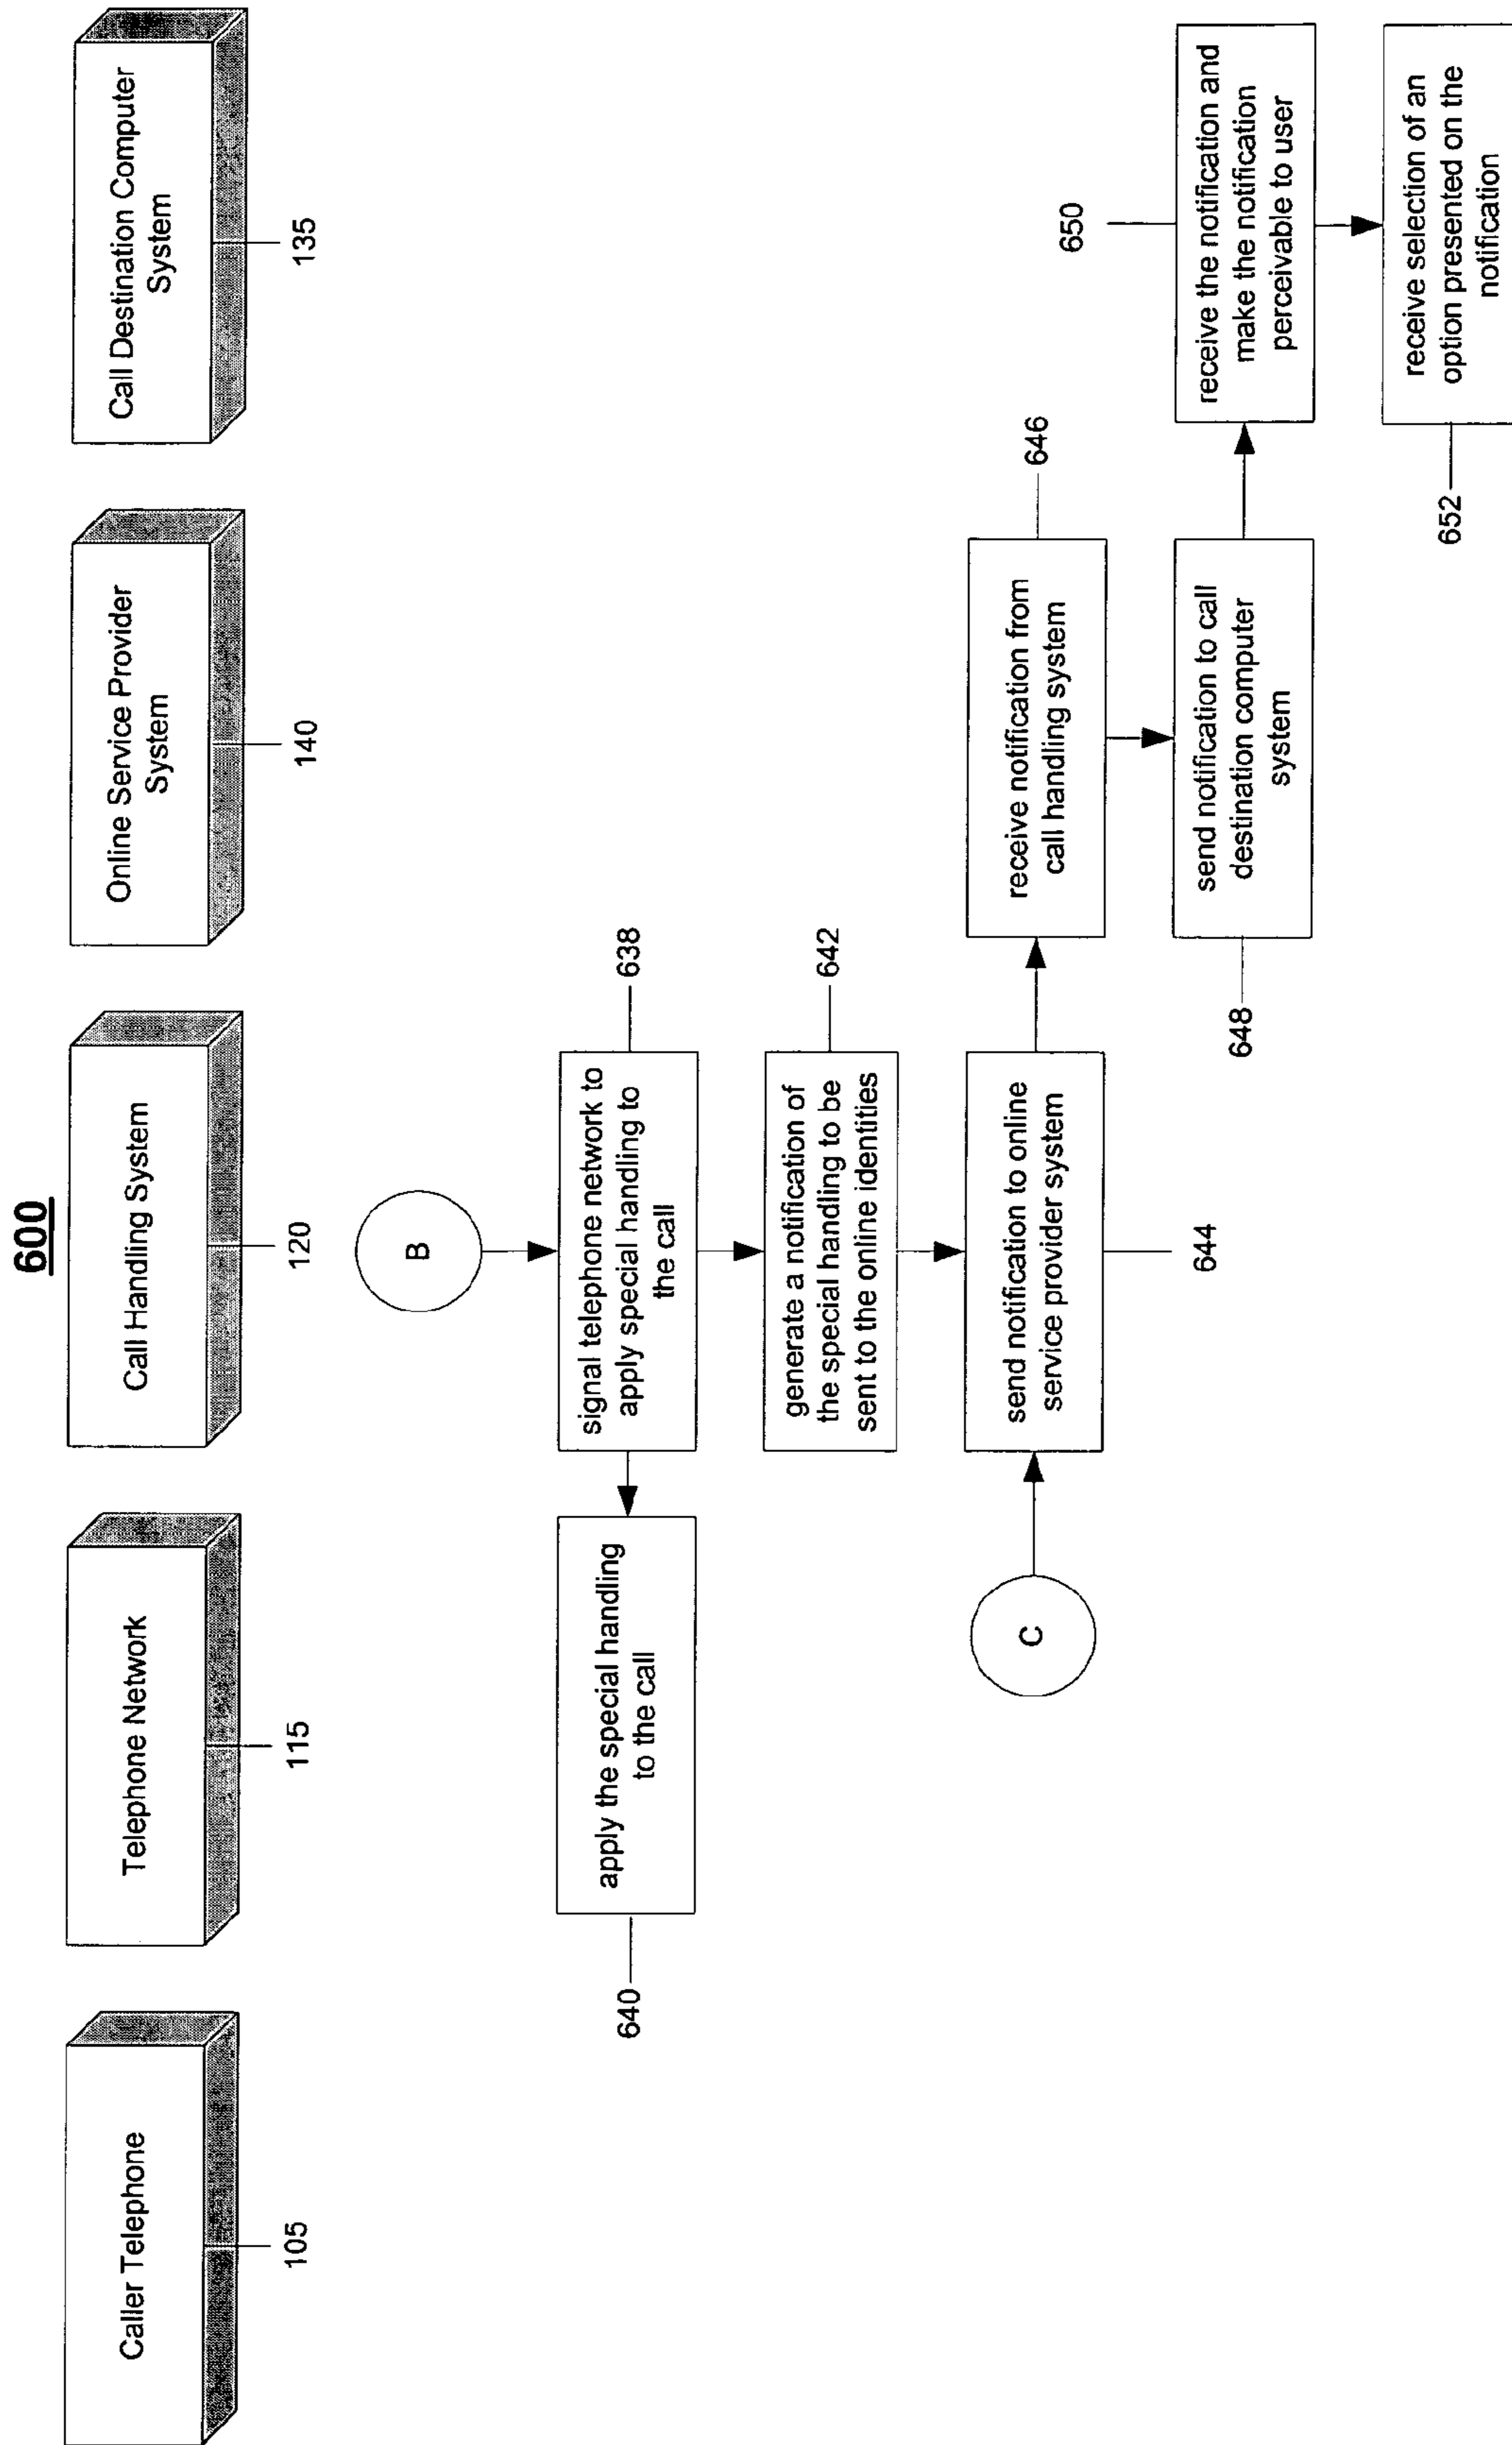 600
Caller Telephone
105
Telephone Network
115
Call Handling System
120
Online Service Provider
System
140
Call Destination Computer
System
135
B
signal telephone network to
apply special handling to
the call
638
apply the special handling
to the call
640
generate a notification of
the special handling to be
sent to the online identities
642
C
send notification to online
service provider system
644
receive notification from
call handling system
646
send notification to call
destination computer
system
648
650
receive the notification and
make the notification
perceivable to user
652
receive selection of an
option presented on the
notification